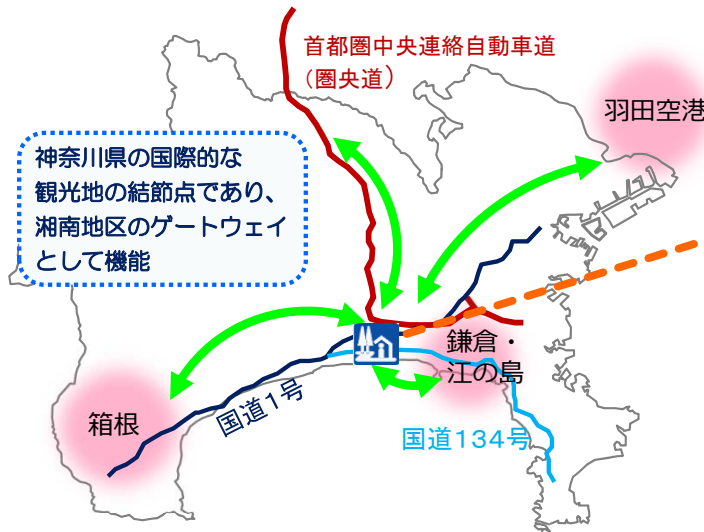 首都圏中央連絡自動車道
(圏央道)
羽田空港
神奈川県の国際的な
観光地の結節点であり、
湘南地区のゲートウェイ
として機能
鎌倉・
江の島
箱根
国道1号
国道134号